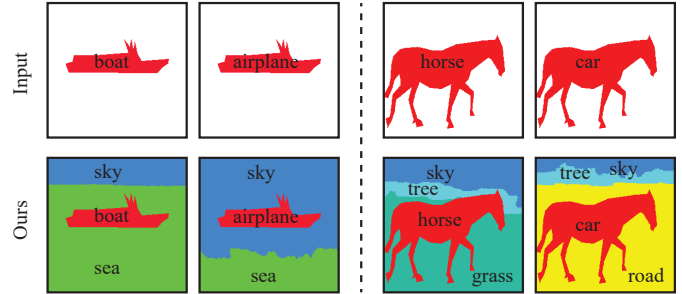 Input
boat
airplane
horse
car
Ours
sky
boat
sea
sky
airplane
sea
sky
tree
horse
grass
tree
sky
car
road